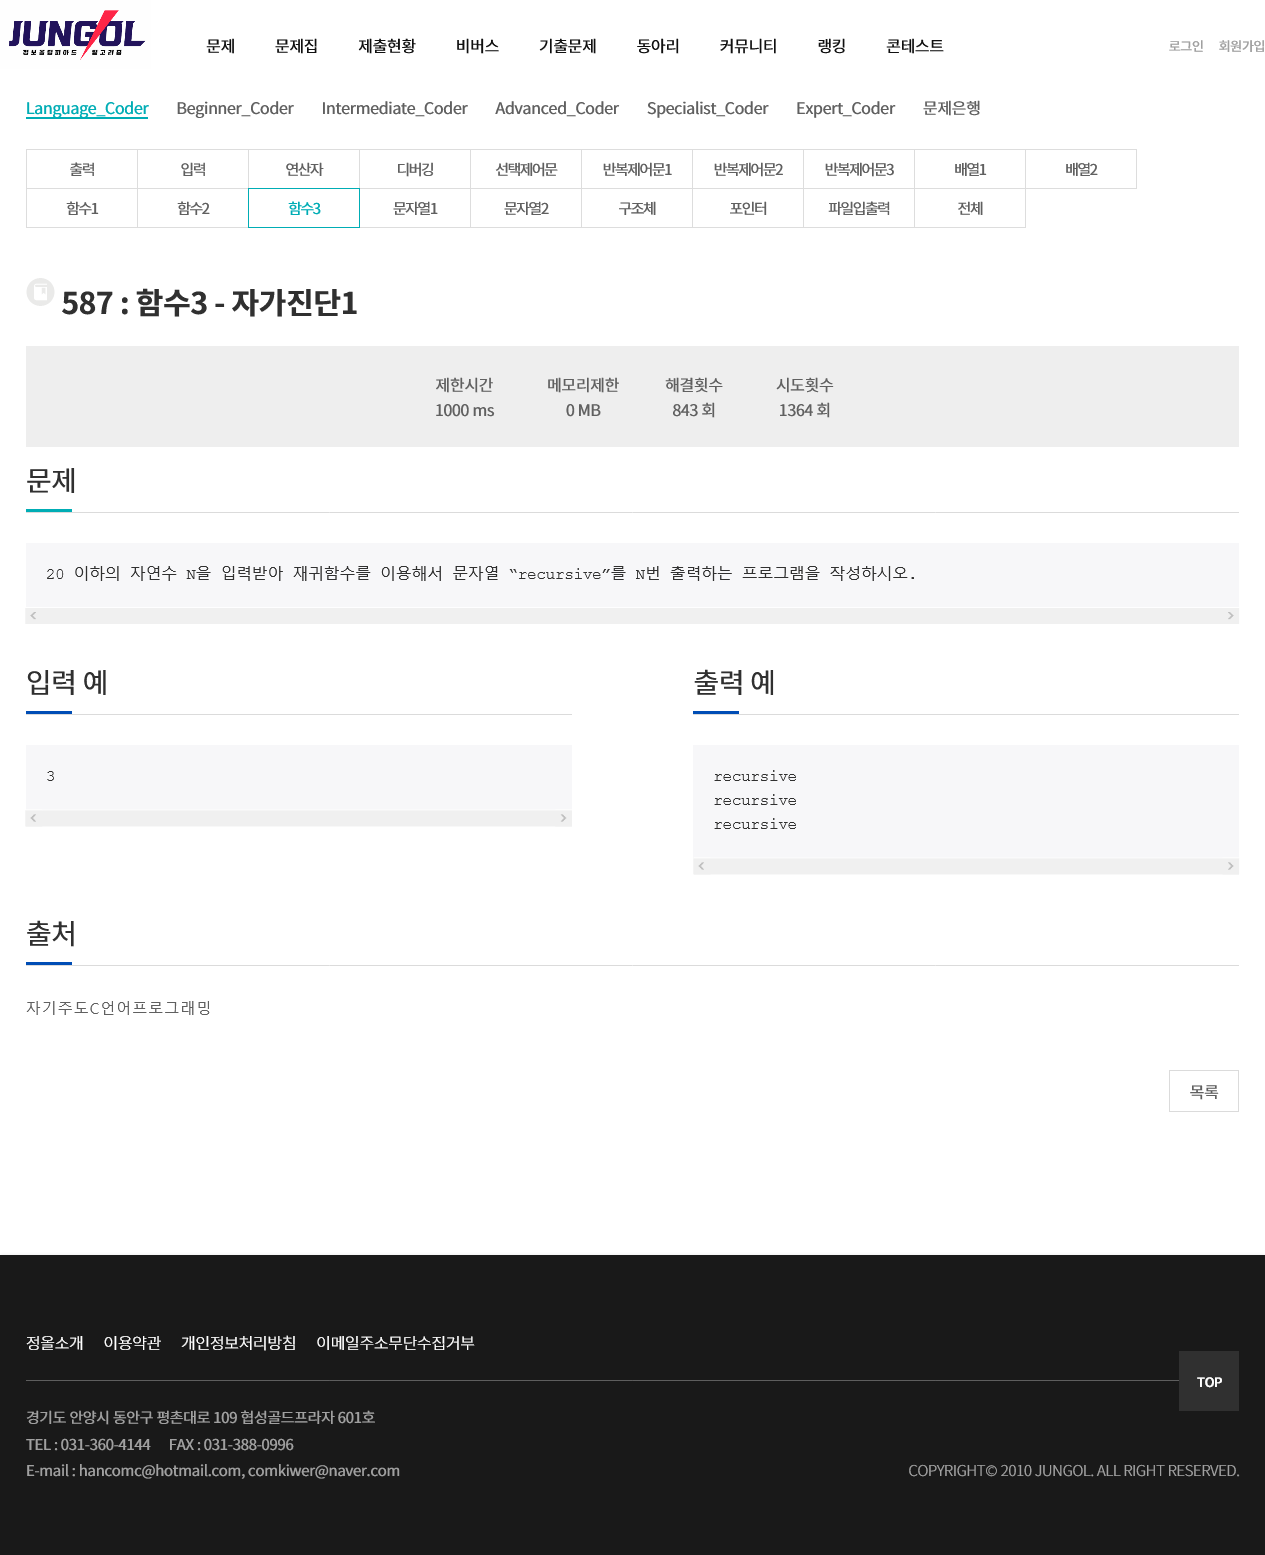 JUNGOL
정보올림피아드 알고리즘
문제 문제집 제출현황 비버스 기출문제 동아리 커뮤니티 랭킹 콘테스트 로그인 회원가입
Language_Coder Beginner_Coder Intermediate_Coder Advanced_Coder Specialist_Coder Expert_Coder 문제은행
출력 입력 연산자 디버깅 선택제어문 반복제어문1 반복제어문2 반복제어문3 배열1 배열2
함수1 함수2 함수3 문자열1 문자열2 구조체 포인터 파일입출력 전체
587 : 함수3 - 자가진단1
제한시간 메모리제한 해결횟수 시도횟수
1000 ms 0 MB 843 회 1364 회
문제
20 이하의 자연수 N을 입력받아 재귀함수를 이용해서 문자열 “recursive”를 N번 출력하는 프로그램을 작성하시오.
입력 예
3
출력 예
recursive
recursive
recursive
출처
자기주도C언어프로그래밍
목록
정올소개 이용약관 개인정보처리방침 이메일주소무단수집거부
TOP
경기도 안양시 동안구 평촌대로 109 협성골드프라자 601호
TEL : 031-360-4144 FAX : 031-388-0996
E-mail : hancomc@hotmail.com, comkiwer@naver.com
COPYRIGHT© 2010 JUNGOL. ALL RIGHT RESERVED.